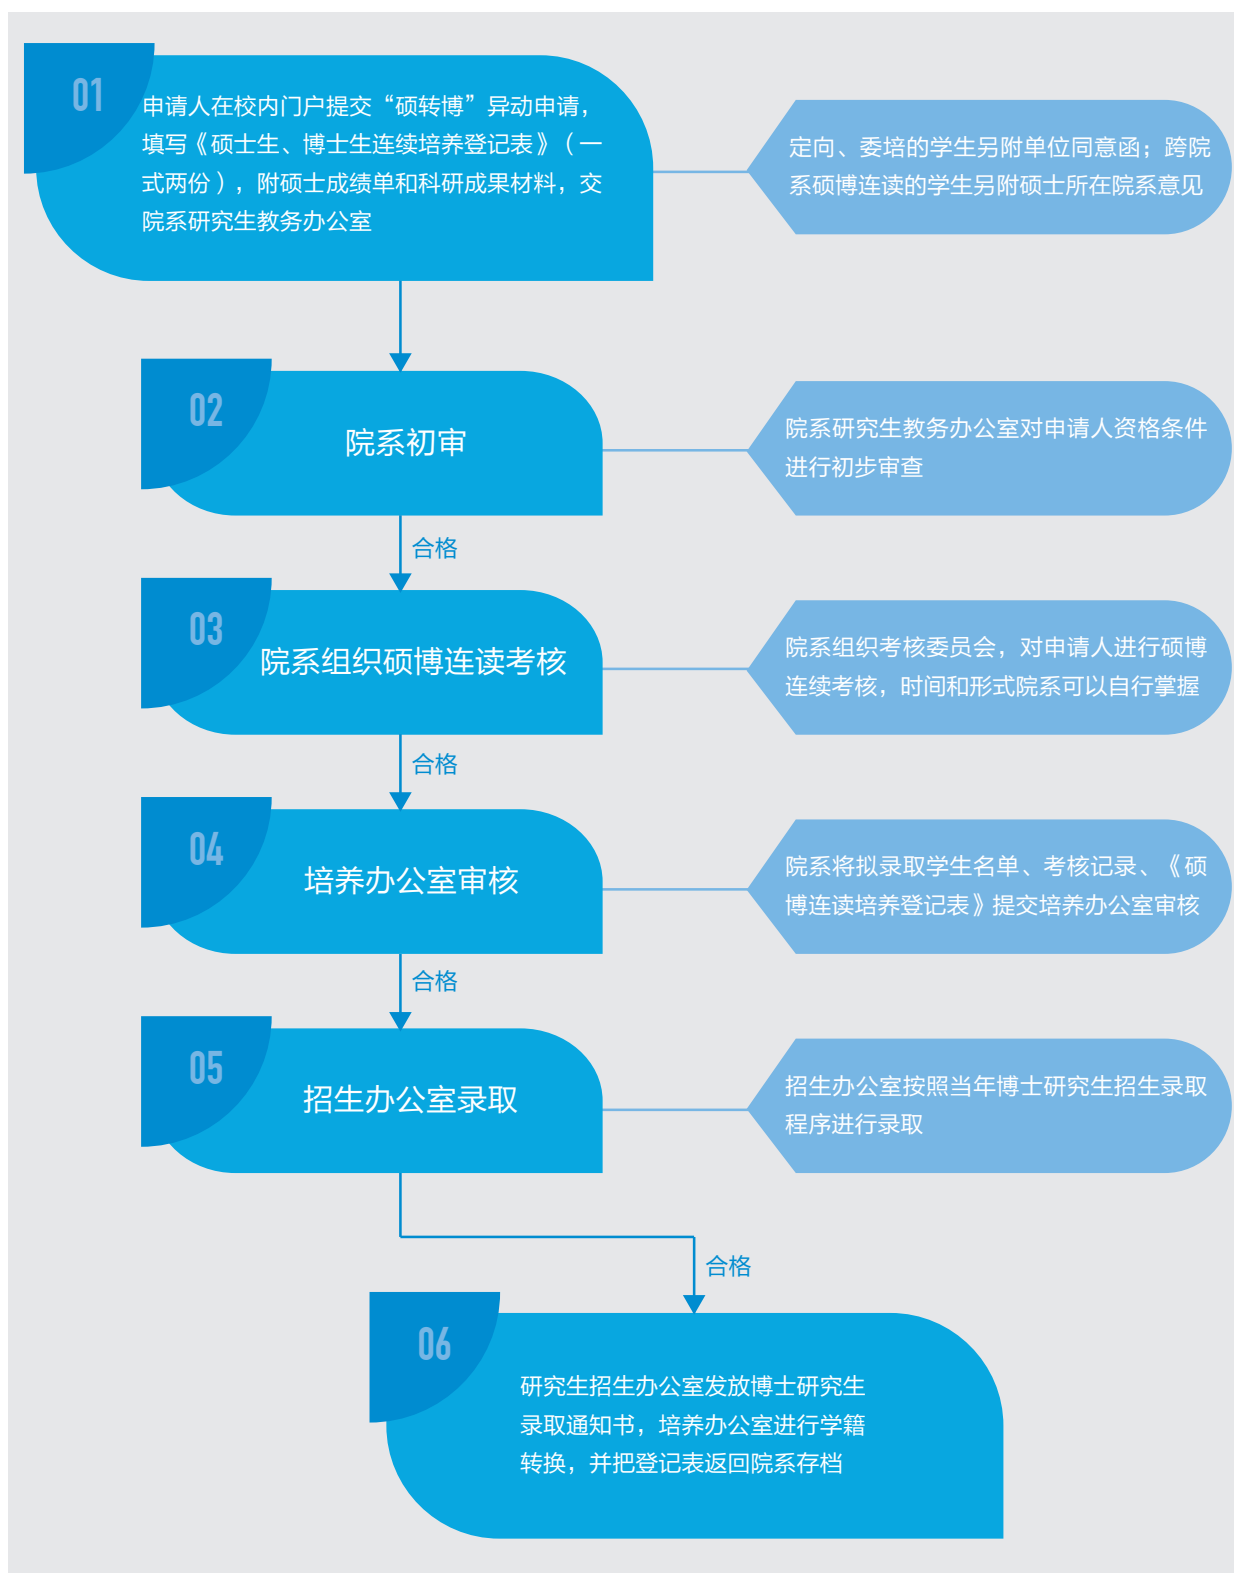 01
申请人在校内门户提交“硕转博”异动申请，
填写《硕士生、博士生连续培养登记表》（一
式两份），附硕士成绩单和科研成果材料，交
院系研究生教务办公室
定向、委培的学生另附单位同意函；跨院
系硕博连读的学生另附硕士所在院系意见
02
院系初审
院系研究生教务办公室对申请人资格条件
进行初步审查
合格
03
院系组织硕博连读考核
院系组织考核委员会，对申请人进行硕博
连续考核，时间和形式院系可以自行掌握
合格
04
培养办公室审核
院系将拟录取学生名单、考核记录、《硕
博连读培养登记表》提交培养办公室审核
合格
05
招生办公室录取
招生办公室按照当年博士研究生招生录取
程序进行录取
合格
06
研究生招生办公室发放博士研究生
录取通知书，培养办公室进行学籍
转换，并把登记表返回院系存档